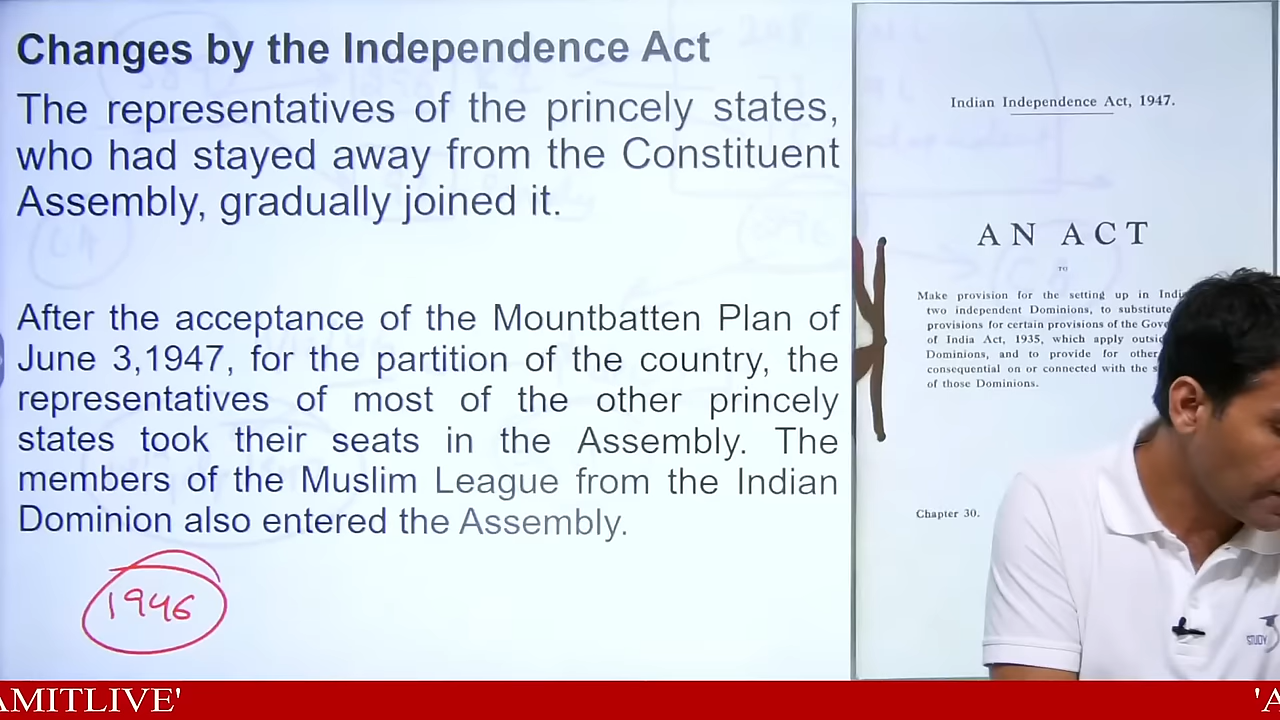 Changes by the Independence Act
The representatives of the princely states,
who had stayed away from the Constituent
Assembly, gradually joined it.
After the acceptance of the Mountbatten Plan of
June 3,1947, for the partition of the country, the
representatives of most of the other princely
states took their seats in the Assembly. The
members of the Muslim League from the Indian
Dominion also entered the Assembly.
1946
Indian Independence Act, 1947.
AN ACT
TO
Make provision for the setting up in Indi
two independent Dominions, to substitute
provisions for certain provisions of the Gove
of India Act, 1935, which apply outsi
Dominions, and to provide for other
consequential on or connected with the s
of those Dominions.
Chapter 30.
STUDY
AMITLIVE'
'A